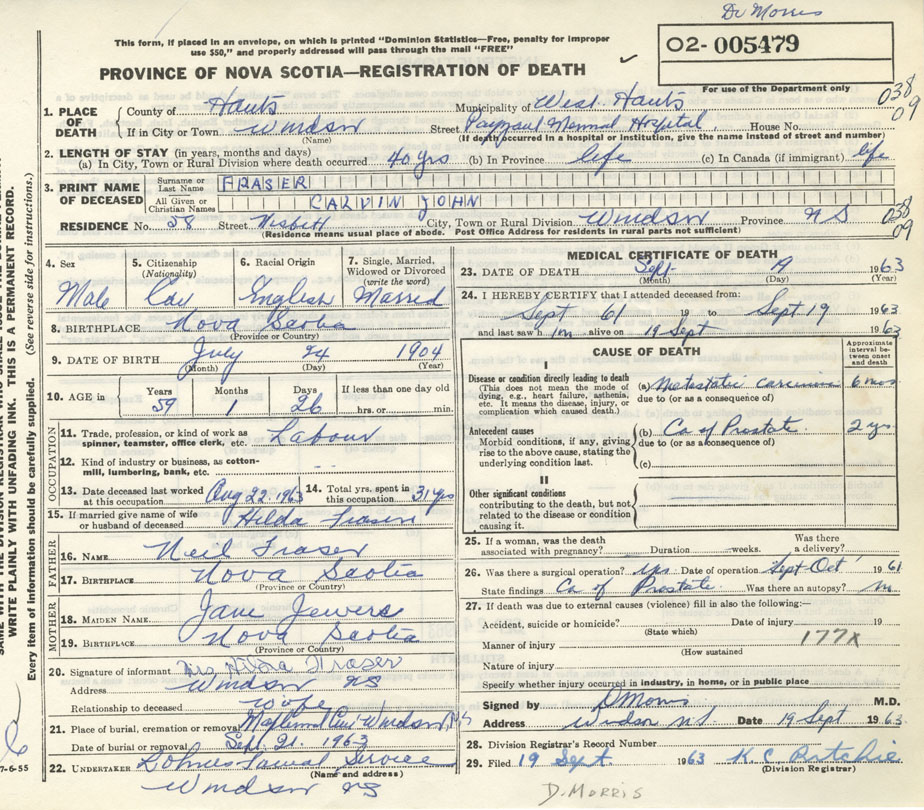 Dr Morris
This form, if placed in an envelope, on which is printed "Dominion Statistics—Free, penalty for improper
use $50," and properly addressed will pass through the mail "FREE"
02-005479
PROVINCE OF NOVA SCOTIA—REGISTRATION OF DEATH
For use of the Department only
038
09
1. PLACE OF DEATH
County of Hants Municipality of West Hants
If in City or Town Windsor Street Payzant Memorial Hospital House No.
(Name) (If death occurred in a hospital or institution, give the name instead of street and number)
2. LENGTH OF STAY (in years, months and days)
(a) In City, Town or Rural Division where death occurred 40 yrs (b) In Province life (c) In Canada (if immigrant) life
3. PRINT NAME OF DECEASED
Surname or Last Name FRASER
All Given or Christian Names CALVIN JOHN
RESIDENCE No. 58 Street Nesbitt City, Town or Rural Division Windsor Province NS
038
09
(Residence means usual place of abode. Post Office Address for residents in rural parts not sufficient)
4. Sex
Male
5. Citizenship
(Nationality)
Can
6. Racial Origin
English
7. Single, Married, Widowed or Divorced
(write the word)
Married
8. BIRTHPLACE Nova Scotia
(Province or Country)
9. DATE OF BIRTH July 24 1904
(Month) (Day) (Year)
10. AGE in Years Months Days If less than one day old
59 1 26 hrs. or min.
OCCUPATION
11. Trade, profession, or kind of work as spinner, teamster, office clerk, etc. Labour
12. Kind of industry or business, as cotton-mill, lumbering, bank, etc.
13. Date deceased last worked at this occupation Aug 22. 1963 14. Total yrs. spent in this occupation 31 yrs
15. If married give name of wife or husband of deceased Hilda Fraser
FATHER
16. NAME Neil Fraser
17. BIRTHPLACE Nova Scotia
(Province or Country)
MOTHER
18. MAIDEN NAME Jane Jewers
19. BIRTHPLACE Nova Scotia
(Province or Country)
20. Signature of informant Mrs Hilda Fraser
Address Windsor NS
Relationship to deceased Wife
21. Place of burial, cremation or removal Maplewood Cem' Windsor, NS
Date of burial or removal Sept. 21. 1963
22. UNDERTAKER Funeral Service
(Name and address)
Windsor NS
MEDICAL CERTIFICATE OF DEATH
23. DATE OF DEATH Sept. 19 1963
(Month) (Day)
24. I HEREBY CERTIFY that I attended deceased from:
Sept 61 19 to Sept 19 1963
and last saw h im alive on 19 Sept 1963
CAUSE OF DEATH
Approximate interval between onset and death
I
Disease or condition directly leading to death
(This does not mean the mode of dying, e.g., heart failure, asthenia, etc. It means the disease, injury, or complication which caused death.)
(a) Metastatic carcinoma 6 mos
due to (or as a consequence of)
Antecedent causes
Morbid conditions, if any, giving rise to the above cause, stating the underlying condition last.
(b) Ca of Prostate 2 yrs
due to (or as a consequence of)
(c)
II
Other significant conditions
contributing to the death, but not related to the disease or condition causing it.
25. If a woman, was the death associated with pregnancy? Duration weeks. Was there a delivery?
26. Was there a surgical operation? yes Date of operation Sept Oct' 1961
State findings Ca of Prostate Was there an autopsy? no
27. If death was due to external causes (violence) fill in also the following:—
Accident, suicide or homicide? Date of injury 19
(State which)
Manner of injury 177X
(How sustained
Nature of injury
Specify whether injury occurred in industry, in home, or in public place
Signed by D Morris M.D.
Address Windsor NS Date 19 Sept 1963
28. Division Registrar's Record Number
29. Filed 19 Sept. 1963 K. C. Ritchie
(Division Registrar)
D. MORRIS
WRITE PLAINLY WITH UNFADING INK. THIS IS A PERMANENT RECORD.
Every item of information should be carefully supplied. (See reverse side for instructions.)
7-6-55